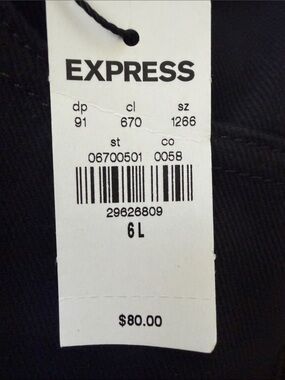 EXPRESS
dp cl sz
91 670 1266
st co
06700501 0058
29626809
6 L
$80.00